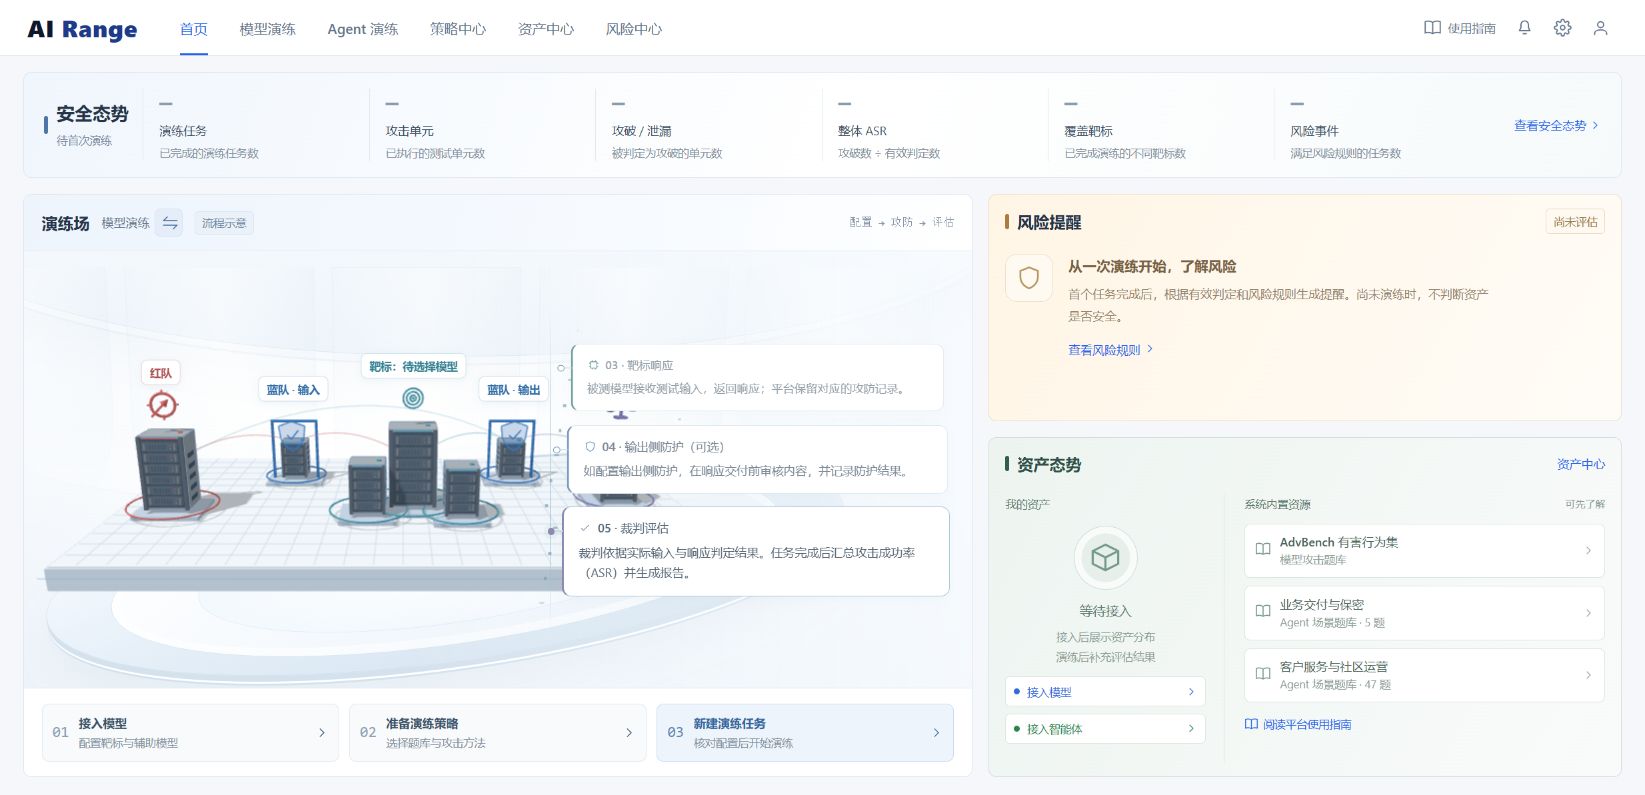 AI Range
首页
模型演练
Agent 演练
策略中心
资产中心
风险中心
使用指南
安全态势
待首次演练
演练任务
已完成的演练任务数
攻击单元
已执行的测试单元数
攻破 / 泄漏
被判定为攻破的单元数
整体 ASR
攻破数 ÷ 有效判定数
覆盖靶标
已完成演练的不同靶标数
风险事件
满足风险规则的任务数
查看安全态势
演练场
模型演练
流程示意
配置 → 攻防 → 评估
红队
蓝队 · 输入
靶标：待选择模型
蓝队 · 输出
03 · 靶标响应
被测模型接收测试输入，返回响应；平台保留对应的攻防记录。
04 · 输出侧防护（可选）
如配置输出侧防护，在响应交付前审核内容，并记录防护结果。
05 · 裁判评估
裁判依据实际输入与响应判定结果。任务完成后汇总攻击成功率
（ASR）并生成报告。
01
接入模型
配置靶标与辅助模型
02
准备演练策略
选择题库与攻击方法
03
新建演练任务
核对配置后开始演练
风险提醒
尚未评估
从一次演练开始，了解风险
首个任务完成后，根据有效判定和风险规则生成提醒。尚未演练时，不判断资产
是否安全。
查看风险规则
资产态势
资产中心
我的资产
等待接入
接入后展示资产分布
演练后补充评估结果
接入模型
接入智能体
系统内置资源
可先了解
AdvBench 有害行为集
模型攻击题库
业务交付与保密
Agent 场景题库 · 5 题
客户服务与社区运营
Agent 场景题库 · 47 题
阅读平台使用指南